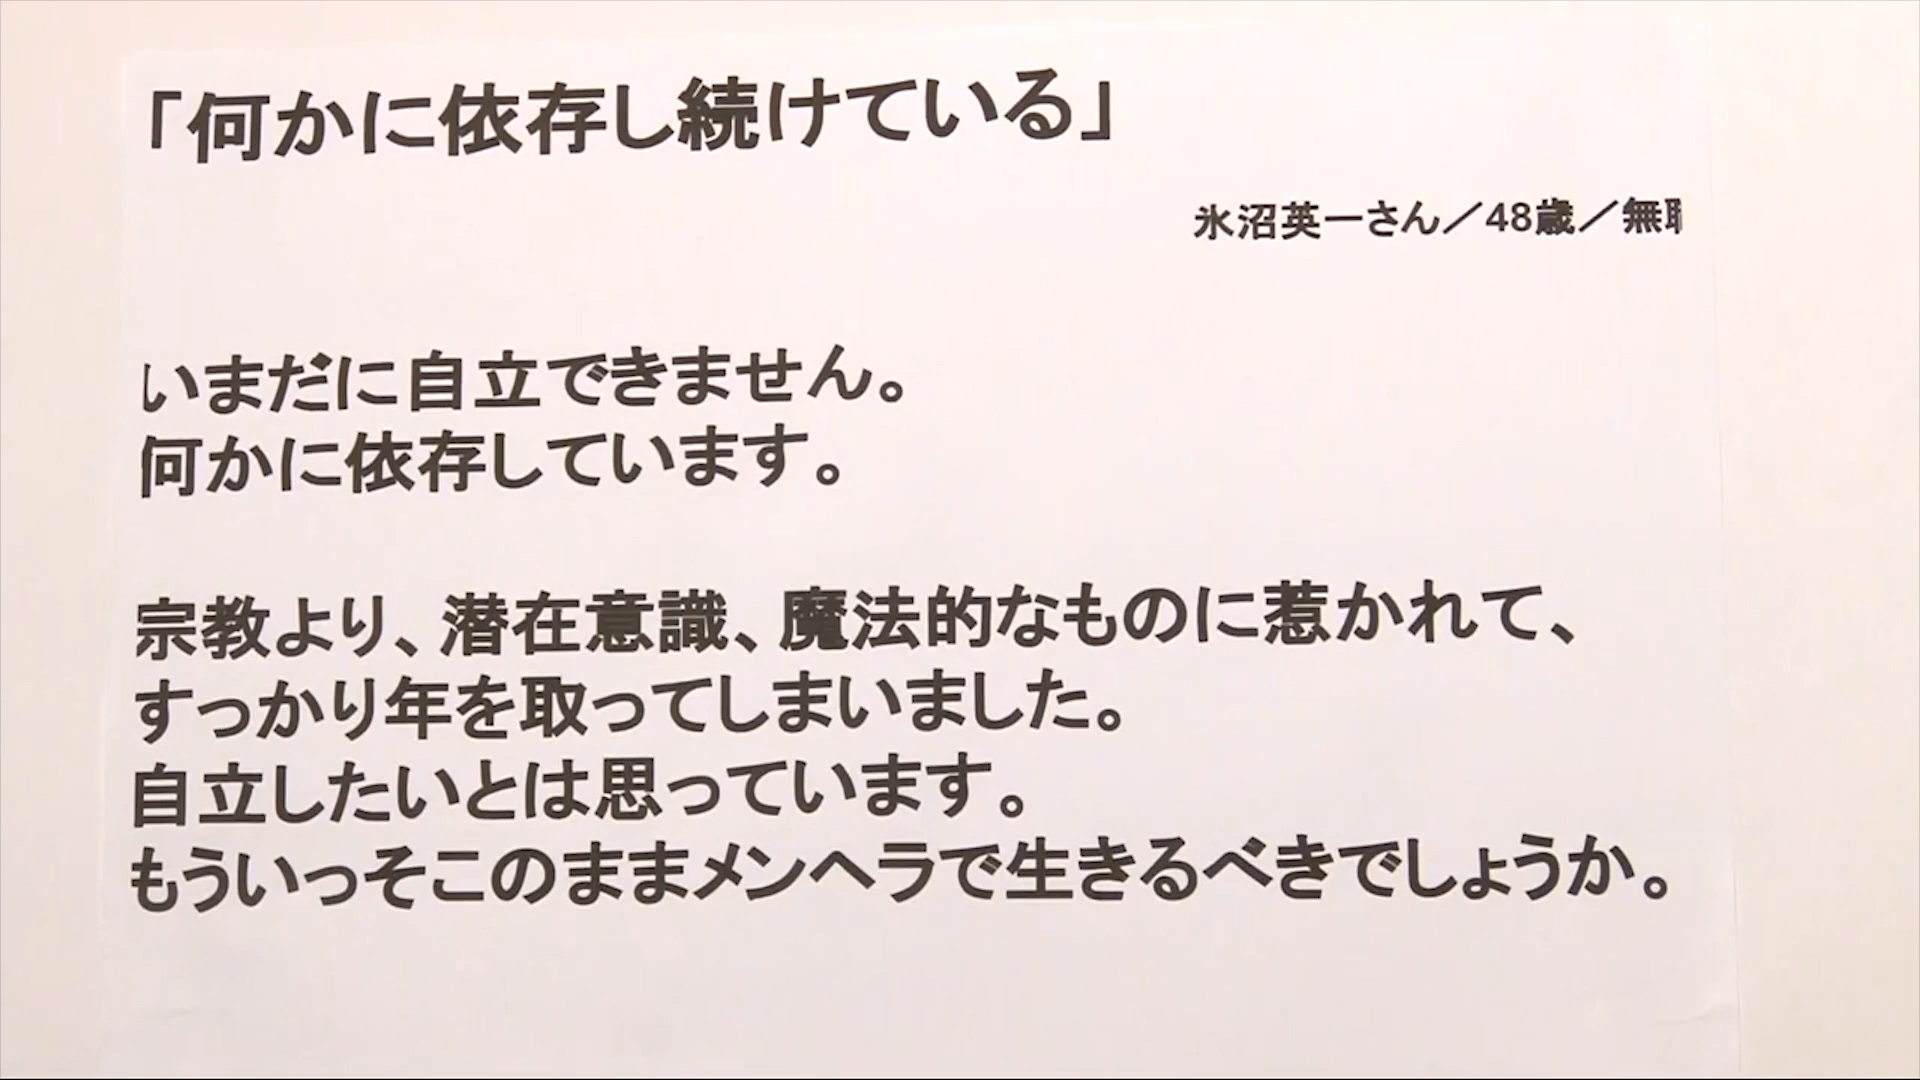 「何かに依存し続けている」
氷沼英一さん／48歳／無
いまだに自立できません。
何かに依存しています。
宗教より、潜在意識、魔法的なものに惹かれて、
すっかり年を取ってしまいました。
自立したいとは思っています。
もういっそこのままメンヘラで生きるべきでしょうか。